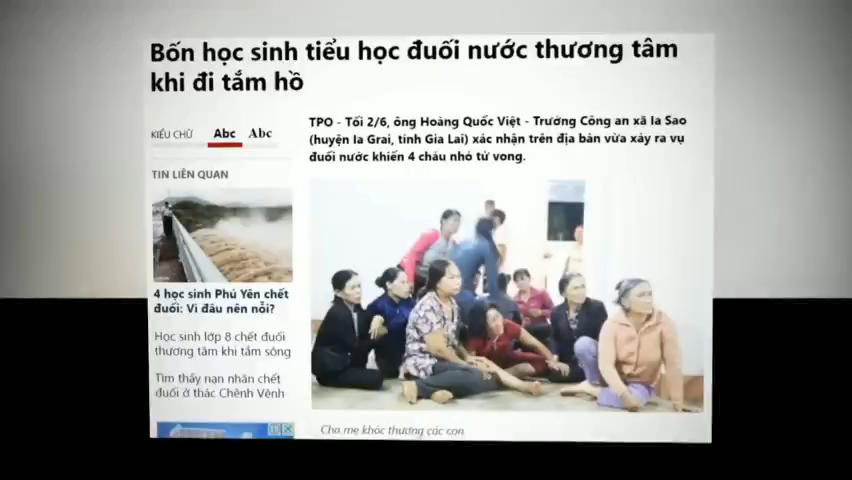 Bốn học sinh tiểu học đuối nước thương tâm
khi đi tắm hồ
KIỂU CHỮ Abc Abc
TPO - Tối 2/6, ông Hoàng Quốc Việt - Trưởng Công an xã Ia Sao
(huyện Ia Grai, tỉnh Gia Lai) xác nhận trên địa bàn vừa xảy ra vụ
đuối nước khiến 4 cháu nhỏ tử vong.
TIN LIÊN QUAN
4 học sinh Phú Yên chết
đuối: Vì đâu nên nỗi?
Học sinh lớp 8 chết đuối
thương tâm khi tắm sông
Tìm thấy nạn nhân chết
đuối ở thác Chênh Vênh
Cha mẹ khóc thương các con